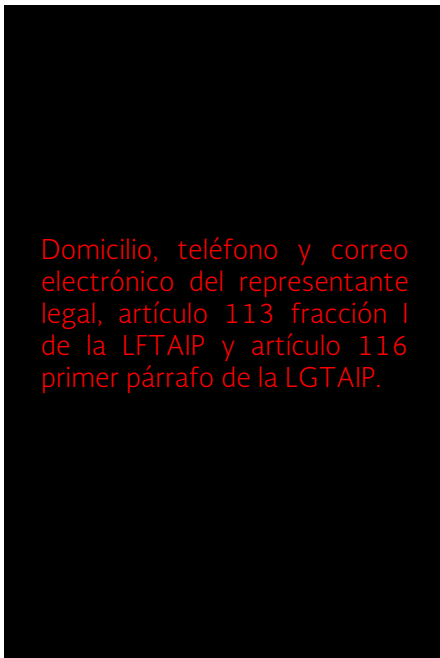 Domicilio, teléfono y correo
electrónico del representante
legal, artículo 113 fracción I
de la LFTAIP y artículo 116
primer párrafo de la LGTAIP.